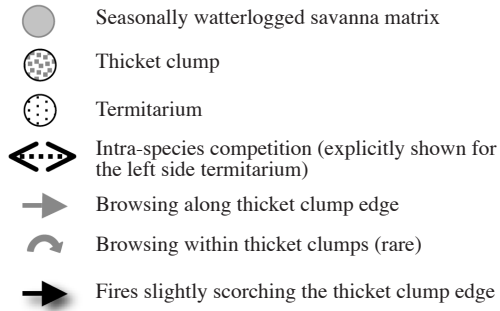 Seasonally watterlogged savanna matrix
Thicket clump
Termitarium
Intra-species competition (explicitly shown for
the left side termitarium)
Browsing along thicket clump edge
Browsing within thicket clumps (rare)
Fires slightly scorching the thicket clump edge